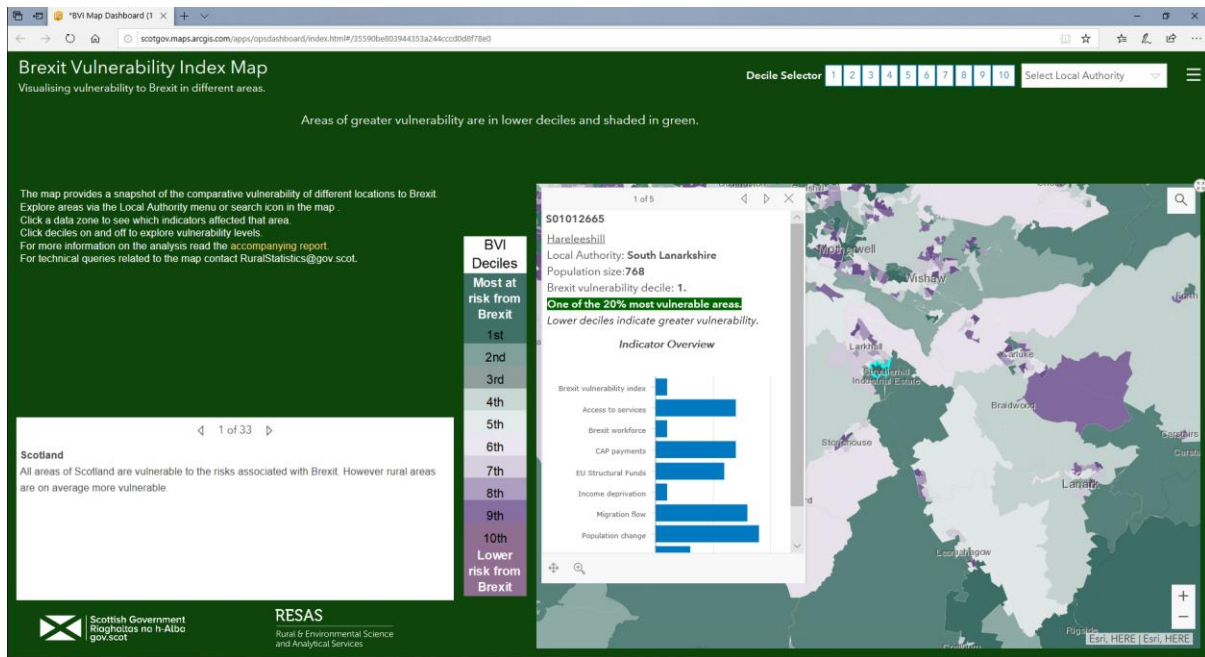 *BVI Map Dashboard (1
scotgov.maps.arcgis.com/apps/opsdashboard/index.html#/35590be803944353a244cccd0d8f78e0
Brexit Vulnerability Index Map
Visualising vulnerability to Brexit in different areas.
Decile Selector 1 2 3 4 5 6 7 8 9 10
Select Local Authority
Areas of greater vulnerability are in lower deciles and shaded in green.
The map provides a snapshot of the comparative vulnerability of different locations to Brexit.
Explore areas via the Local Authority menu or search icon in the map .
Click a data zone to see which indicators affected that area.
Click deciles on and off to explore vulnerability levels.
For more information on the analysis read the accompanying report.
For technical queries related to the map contact RuralStatistics@gov.scot.
1 of 33
Scotland
All areas of Scotland are vulnerable to the risks associated with Brexit. However rural areas
are on average more vulnerable.
BVI
Deciles
Most at
risk from
Brexit
1st
2nd
3rd
4th
5th
6th
7th
8th
9th
10th
Lower
risk from
Brexit
1 of 5
S01012665
Hareleeshill
Local Authority: South Lanarkshire
Population size:768
Brexit vulnerability decile: 1.
One of the 20% most vulnerable areas.
Lower deciles indicate greater vulnerability.
Indicator Overview
Brexit vulnerability index
Access to services
Brexit workforce
CAP payments
EU Structural Funds
Income deprivation
Migration flow
Population change
Motherwell
Wishaw
Forth
Larkhall
Carluke
Industrial Estate
Braidwood
Stonehouse
Carstairs
Lanark
Lesmahagow
Rigside
Esri, HERE | Esri, HERE
Scottish Government
Riaghaltas na h-Alba
gov.scot
RESAS
Rural & Environmental Science
and Analytical Services